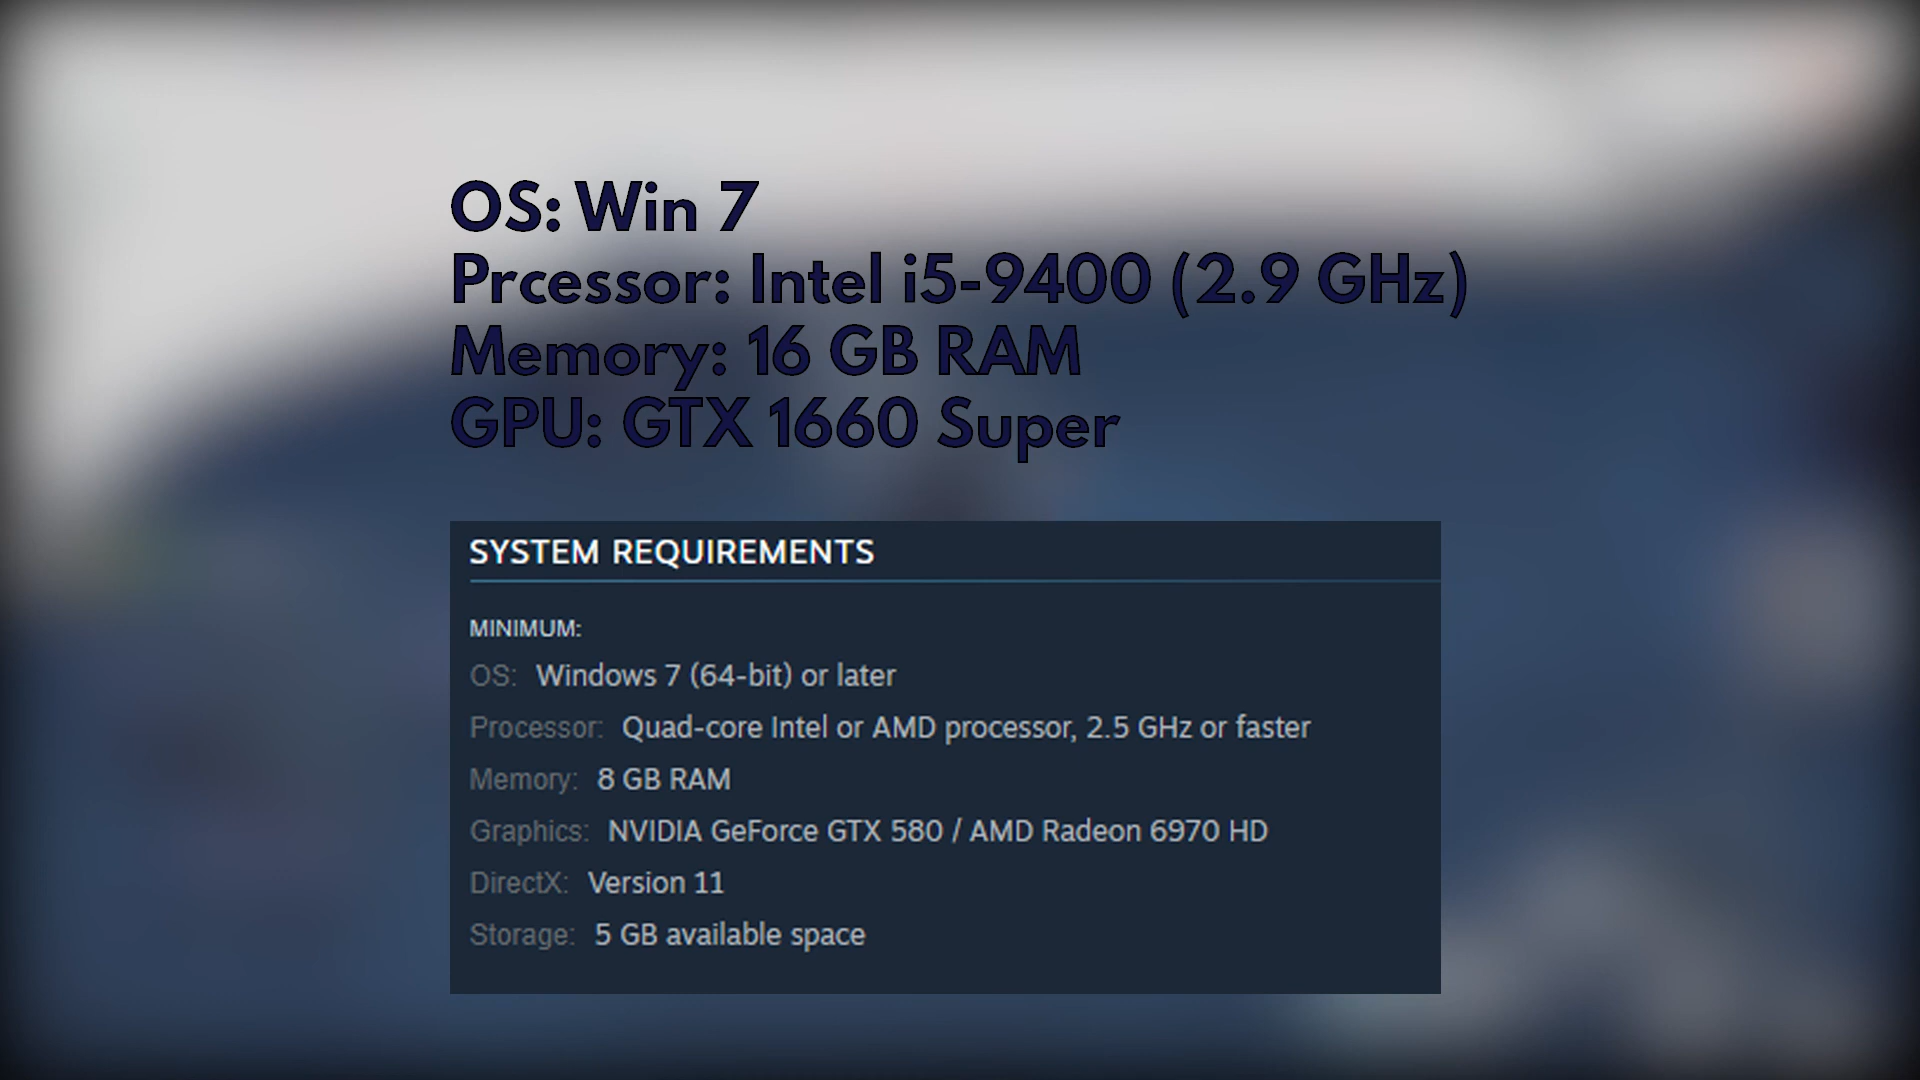 OS: Win 7
Prcessor: Intel i5-9400 (2.9 GHz)
Memory: 16 GB RAM
GPU: GTX 1660 Super
SYSTEM REQUIREMENTS
MINIMUM:
OS: Windows 7 (64-bit) or later
Processor: Quad-core Intel or AMD processor, 2.5 GHz or faster
Memory: 8 GB RAM
Graphics: NVIDIA GeForce GTX 580 / AMD Radeon 6970 HD
DirectX: Version 11
Storage: 5 GB available space